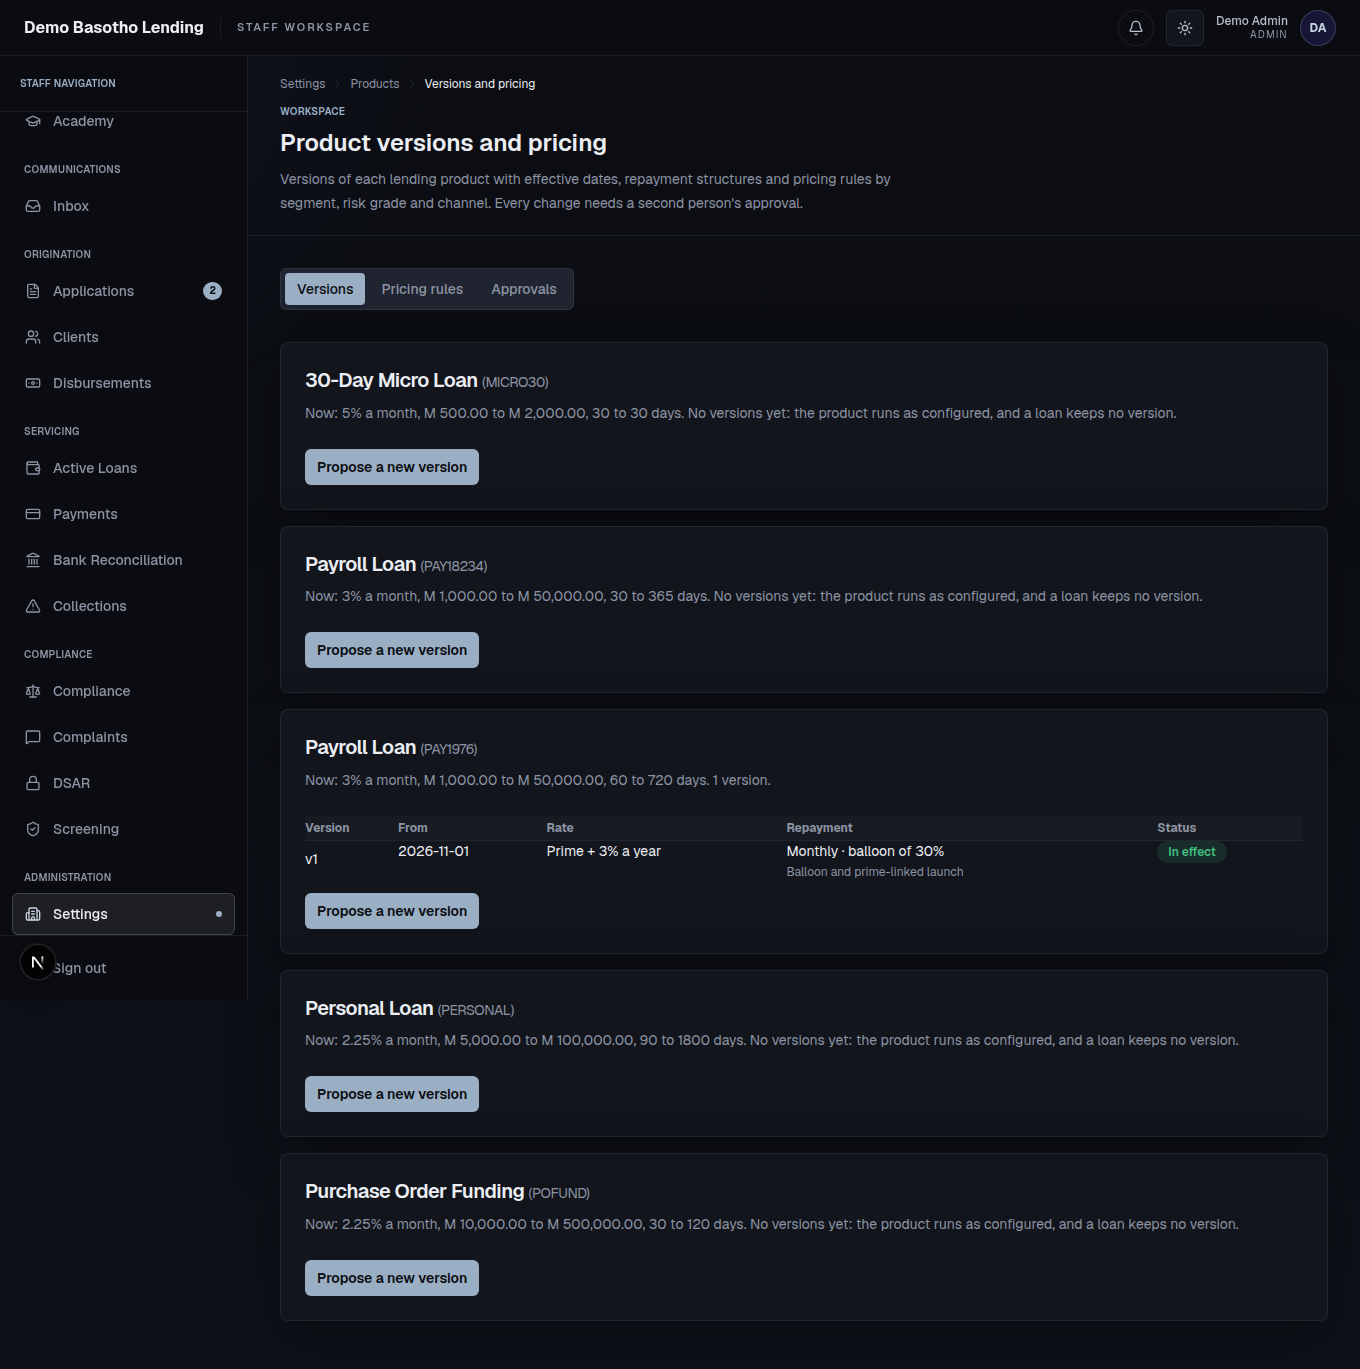 Demo Basotho Lending
STAFF WORKSPACE
Demo Admin
ADMIN
DA
STAFF NAVIGATION
Academy
COMMUNICATIONS
Inbox
ORIGINATION
Applications 2
Clients
Disbursements
SERVICING
Active Loans
Payments
Bank Reconciliation
Collections
COMPLIANCE
Compliance
Complaints
DSAR
Screening
ADMINISTRATION
Settings
N
Sign out
Settings > Products > Versions and pricing
WORKSPACE
Product versions and pricing
Versions of each lending product with effective dates, repayment structures and pricing rules by
segment, risk grade and channel. Every change needs a second person's approval.
Versions Pricing rules Approvals
30-Day Micro Loan (MICRO30)
Now: 5% a month, M 500.00 to M 2,000.00, 30 to 30 days. No versions yet: the product runs as configured, and a loan keeps no version.
Propose a new version
Payroll Loan (PAY18234)
Now: 3% a month, M 1,000.00 to M 50,000.00, 30 to 365 days. No versions yet: the product runs as configured, and a loan keeps no version.
Propose a new version
Payroll Loan (PAY1976)
Now: 3% a month, M 1,000.00 to M 50,000.00, 60 to 720 days. 1 version.
Version From Rate Repayment Status
v1 2026-11-01 Prime + 3% a year Monthly · balloon of 30% In effect
Balloon and prime-linked launch
Propose a new version
Personal Loan (PERSONAL)
Now: 2.25% a month, M 5,000.00 to M 100,000.00, 90 to 1800 days. No versions yet: the product runs as configured, and a loan keeps no version.
Propose a new version
Purchase Order Funding (POFUND)
Now: 2.25% a month, M 10,000.00 to M 500,000.00, 30 to 120 days. No versions yet: the product runs as configured, and a loan keeps no version.
Propose a new version